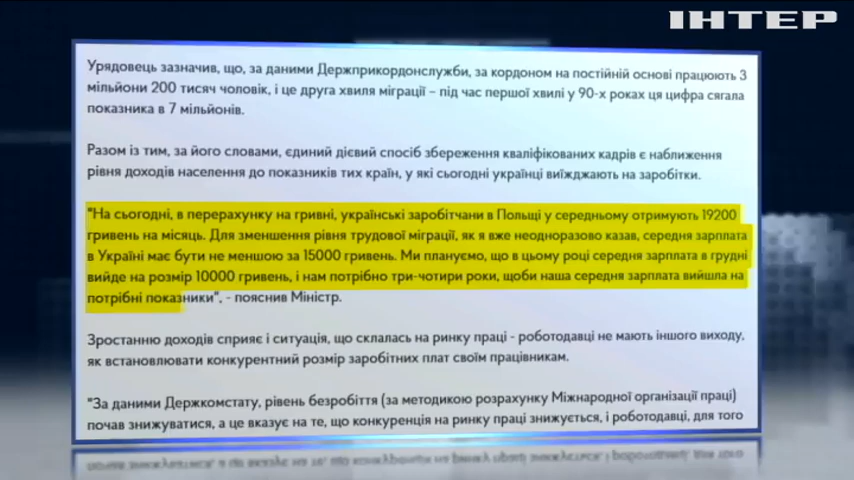 ІНТЕР
Урядовець зазначив, що, за даними Держприкордонслужби, за кордоном на постійній основі працюють 3
мільйони 200 тисяч чоловік, і це друга хвиля міграції – під час першої хвилі у 90-х роках ця цифра сягала
показника в 7 мільйонів.
Разом із тим, за його словами, єдиний дієвий спосіб збереження кваліфікованих кадрів є наближення
рівня доходів населення до показників тих країн, у які сьогодні українці виїжджають на заробітки.
"На сьогодні, в перерахунку на гривні, українські заробітчани в Польщі у середньому отримують 19200
гривень на місяць. Для зменшення рівня трудової міграції, як я вже неодноразово казав, середня зарплата
в Україні має бути не меншою за 15000 гривень. Ми плануємо, що в цьому році середня зарплата в грудні
вийде на розмір 10000 гривень, і нам потрібно три-чотири роки, щоби наша середня зарплата вийшла на
потрібні показники", - пояснив Міністр.
Зростанню доходів сприяє і ситуація, що склалась на ринку праці - роботодавці не мають іншого виходу,
як встановлювати конкурентний розмір заробітних плат своїм працівникам.
"За даними Держкомстату, рівень безробіття (за методикою розрахунку Міжнародної організації праці)
почав знижуватися, а це вказує на те, що конкуренція на ринку праці знижується, і роботодавці, для того